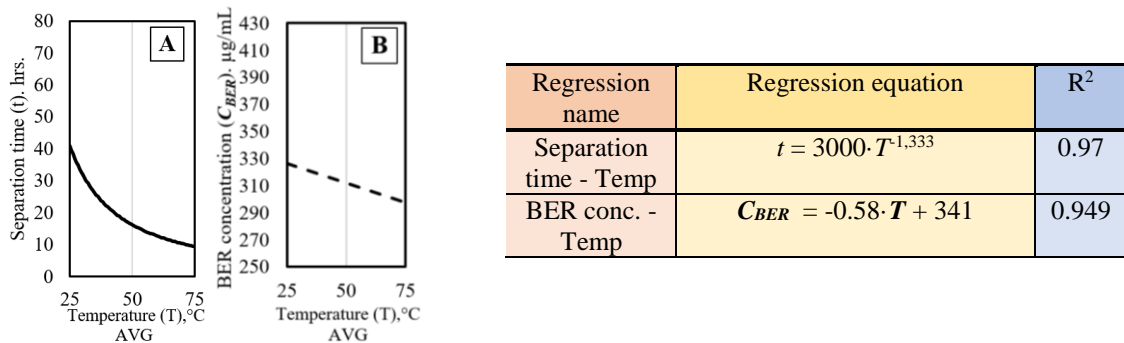 80
70
60
50
40
30
20
10
0
Separation time (t). hrs.
A
25 50 75
Temperature (T),°C
AVG
430
410
390
370
350
330
310
290
270
250
BER concentration (C_BER). µg/mL
B
25 50 75
Temperature (T),°C
AVG
Regression name
Regression equation
R²
Separation time - Temp
t = 3000·T^-1,333
0.97
BER conc. - Temp
C_BER = -0.58·T + 341
0.949